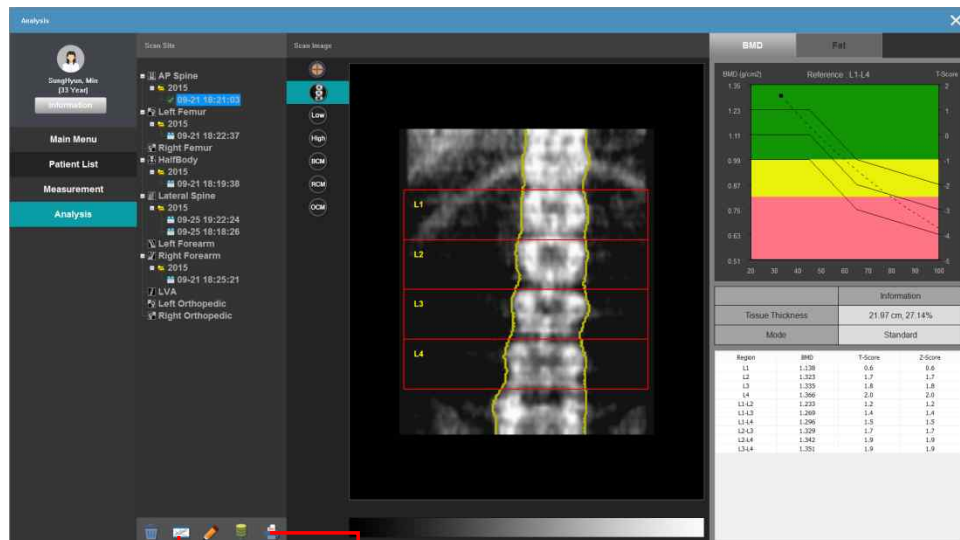 Analysis
SungHyun, Min
(33 Year)
Information
Main Menu
Patient List
Measurement
Analysis
Scan Site
AP Spine
2015
09-21 18:21:03
Left Femur
2015
09-21 18:22:37
Right Femur
HalfBody
2015
09-21 18:19:38
Lateral Spine
2015
09-25 19:22:24
09-25 18:18:26
Left Forearm
Right Forearm
2015
09-21 18:25:21
LVA
Left Orthopedic
Right Orthopedic
Scan Image
Low
High
BCM
RCM
OCM
L1
L2
L3
L4
BMD Fat
BMD (g/cm2) Reference : L1-L4 T-Score
1.35 2
1.23 1
1.11 0
0.99 -1
0.87 -2
0.75 -3
0.63 -4
0.51 -5
20 30 40 50 60 70 80 90 100
Information
Tissue Thickness 21.97 cm, 27.14%
Mode Standard
Region BMD T-Score Z-Score
L1 1.138 0.6 0.6
L2 1.323 1.7 1.7
L3 1.335 1.8 1.8
L4 1.366 2.0 2.0
L1-L2 1.233 1.2 1.2
L1-L3 1.269 1.4 1.4
L1-L4 1.296 1.5 1.5
L2-L3 1.329 1.7 1.7
L2-L4 1.342 1.9 1.9
L3-L4 1.351 1.9 1.9